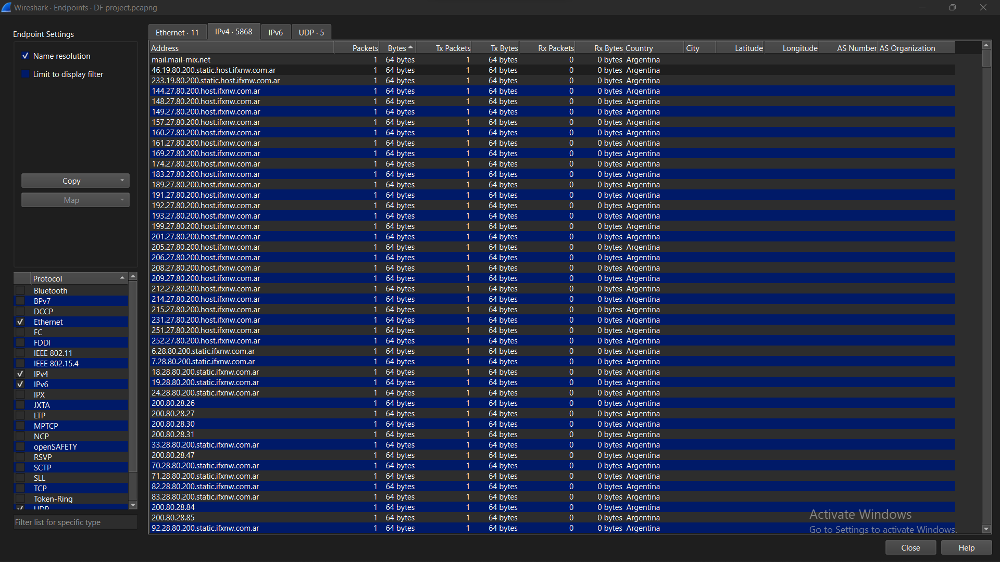 Wireshark · Endpoints · DF project.pcapng
Endpoint Settings
Name resolution
Limit to display filter
Copy
Map
Protocol
Bluetooth
BPv7
DCCP
Ethernet
FC
FDDI
IEEE 802.11
IEEE 802.15.4
IPv4
IPv6
IPX
JXTA
LTP
MPTCP
NCP
openSAFETY
RSVP
SCTP
SLL
TCP
Token-Ring
UDP
Filter list for specific type
Ethernet · 11 IPv4 · 5868 IPv6 UDP · 5
Address Packets Bytes Tx Packets Tx Bytes Rx Packets Rx Bytes Country City Latitude Longitude AS Number AS Organization
mail.mail-mix.net 1 64 bytes 1 64 bytes 0 0 bytes Argentina
46.19.80.200.static.host.ifxnw.com.ar 1 64 bytes 1 64 bytes 0 0 bytes Argentina
233.19.80.200.static.host.ifxnw.com.ar 1 64 bytes 1 64 bytes 0 0 bytes Argentina
144.27.80.200.host.ifxnw.com.ar 1 64 bytes 1 64 bytes 0 0 bytes Argentina
148.27.80.200.host.ifxnw.com.ar 1 64 bytes 1 64 bytes 0 0 bytes Argentina
149.27.80.200.host.ifxnw.com.ar 1 64 bytes 1 64 bytes 0 0 bytes Argentina
157.27.80.200.host.ifxnw.com.ar 1 64 bytes 1 64 bytes 0 0 bytes Argentina
160.27.80.200.host.ifxnw.com.ar 1 64 bytes 1 64 bytes 0 0 bytes Argentina
161.27.80.200.host.ifxnw.com.ar 1 64 bytes 1 64 bytes 0 0 bytes Argentina
169.27.80.200.host.ifxnw.com.ar 1 64 bytes 1 64 bytes 0 0 bytes Argentina
174.27.80.200.host.ifxnw.com.ar 1 64 bytes 1 64 bytes 0 0 bytes Argentina
183.27.80.200.host.ifxnw.com.ar 1 64 bytes 1 64 bytes 0 0 bytes Argentina
189.27.80.200.host.ifxnw.com.ar 1 64 bytes 1 64 bytes 0 0 bytes Argentina
191.27.80.200.host.ifxnw.com.ar 1 64 bytes 1 64 bytes 0 0 bytes Argentina
192.27.80.200.host.ifxnw.com.ar 1 64 bytes 1 64 bytes 0 0 bytes Argentina
193.27.80.200.host.ifxnw.com.ar 1 64 bytes 1 64 bytes 0 0 bytes Argentina
199.27.80.200.host.ifxnw.com.ar 1 64 bytes 1 64 bytes 0 0 bytes Argentina
201.27.80.200.host.ifxnw.com.ar 1 64 bytes 1 64 bytes 0 0 bytes Argentina
205.27.80.200.host.ifxnw.com.ar 1 64 bytes 1 64 bytes 0 0 bytes Argentina
206.27.80.200.host.ifxnw.com.ar 1 64 bytes 1 64 bytes 0 0 bytes Argentina
208.27.80.200.host.ifxnw.com.ar 1 64 bytes 1 64 bytes 0 0 bytes Argentina
209.27.80.200.host.ifxnw.com.ar 1 64 bytes 1 64 bytes 0 0 bytes Argentina
212.27.80.200.host.ifxnw.com.ar 1 64 bytes 1 64 bytes 0 0 bytes Argentina
214.27.80.200.host.ifxnw.com.ar 1 64 bytes 1 64 bytes 0 0 bytes Argentina
215.27.80.200.host.ifxnw.com.ar 1 64 bytes 1 64 bytes 0 0 bytes Argentina
231.27.80.200.host.ifxnw.com.ar 1 64 bytes 1 64 bytes 0 0 bytes Argentina
251.27.80.200.host.ifxnw.com.ar 1 64 bytes 1 64 bytes 0 0 bytes Argentina
252.27.80.200.host.ifxnw.com.ar 1 64 bytes 1 64 bytes 0 0 bytes Argentina
6.28.80.200.static.ifxnw.com.ar 1 64 bytes 1 64 bytes 0 0 bytes Argentina
7.28.80.200.static.ifxnw.com.ar 1 64 bytes 1 64 bytes 0 0 bytes Argentina
18.28.80.200.static.ifxnw.com.ar 1 64 bytes 1 64 bytes 0 0 bytes Argentina
19.28.80.200.static.ifxnw.com.ar 1 64 bytes 1 64 bytes 0 0 bytes Argentina
24.28.80.200.static.ifxnw.com.ar 1 64 bytes 1 64 bytes 0 0 bytes Argentina
200.80.28.26 1 64 bytes 1 64 bytes 0 0 bytes Argentina
200.80.28.27 1 64 bytes 1 64 bytes 0 0 bytes Argentina
200.80.28.30 1 64 bytes 1 64 bytes 0 0 bytes Argentina
200.80.28.31 1 64 bytes 1 64 bytes 0 0 bytes Argentina
33.28.80.200.static.ifxnw.com.ar 1 64 bytes 1 64 bytes 0 0 bytes Argentina
200.80.28.47 1 64 bytes 1 64 bytes 0 0 bytes Argentina
70.28.80.200.static.ifxnw.com.ar 1 64 bytes 1 64 bytes 0 0 bytes Argentina
71.28.80.200.static.ifxnw.com.ar 1 64 bytes 1 64 bytes 0 0 bytes Argentina
82.28.80.200.static.ifxnw.com.ar 1 64 bytes 1 64 bytes 0 0 bytes Argentina
83.28.80.200.static.ifxnw.com.ar 1 64 bytes 1 64 bytes 0 0 bytes Argentina
200.80.28.84 1 64 bytes 1 64 bytes 0 0 bytes Argentina
200.80.28.85 1 64 bytes 1 64 bytes 0 0 bytes Argentina
92.28.80.200.static.ifxnw.com.ar 1 64 bytes 1 64 bytes 0 0 bytes Argentina
Activate Windows
Go to Settings to activate Windows.
Close Help